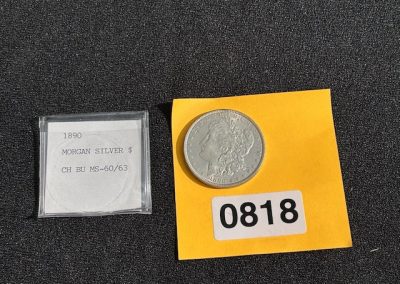 1890
MORGAN SILVER $
CH BU MS-60/63
0818